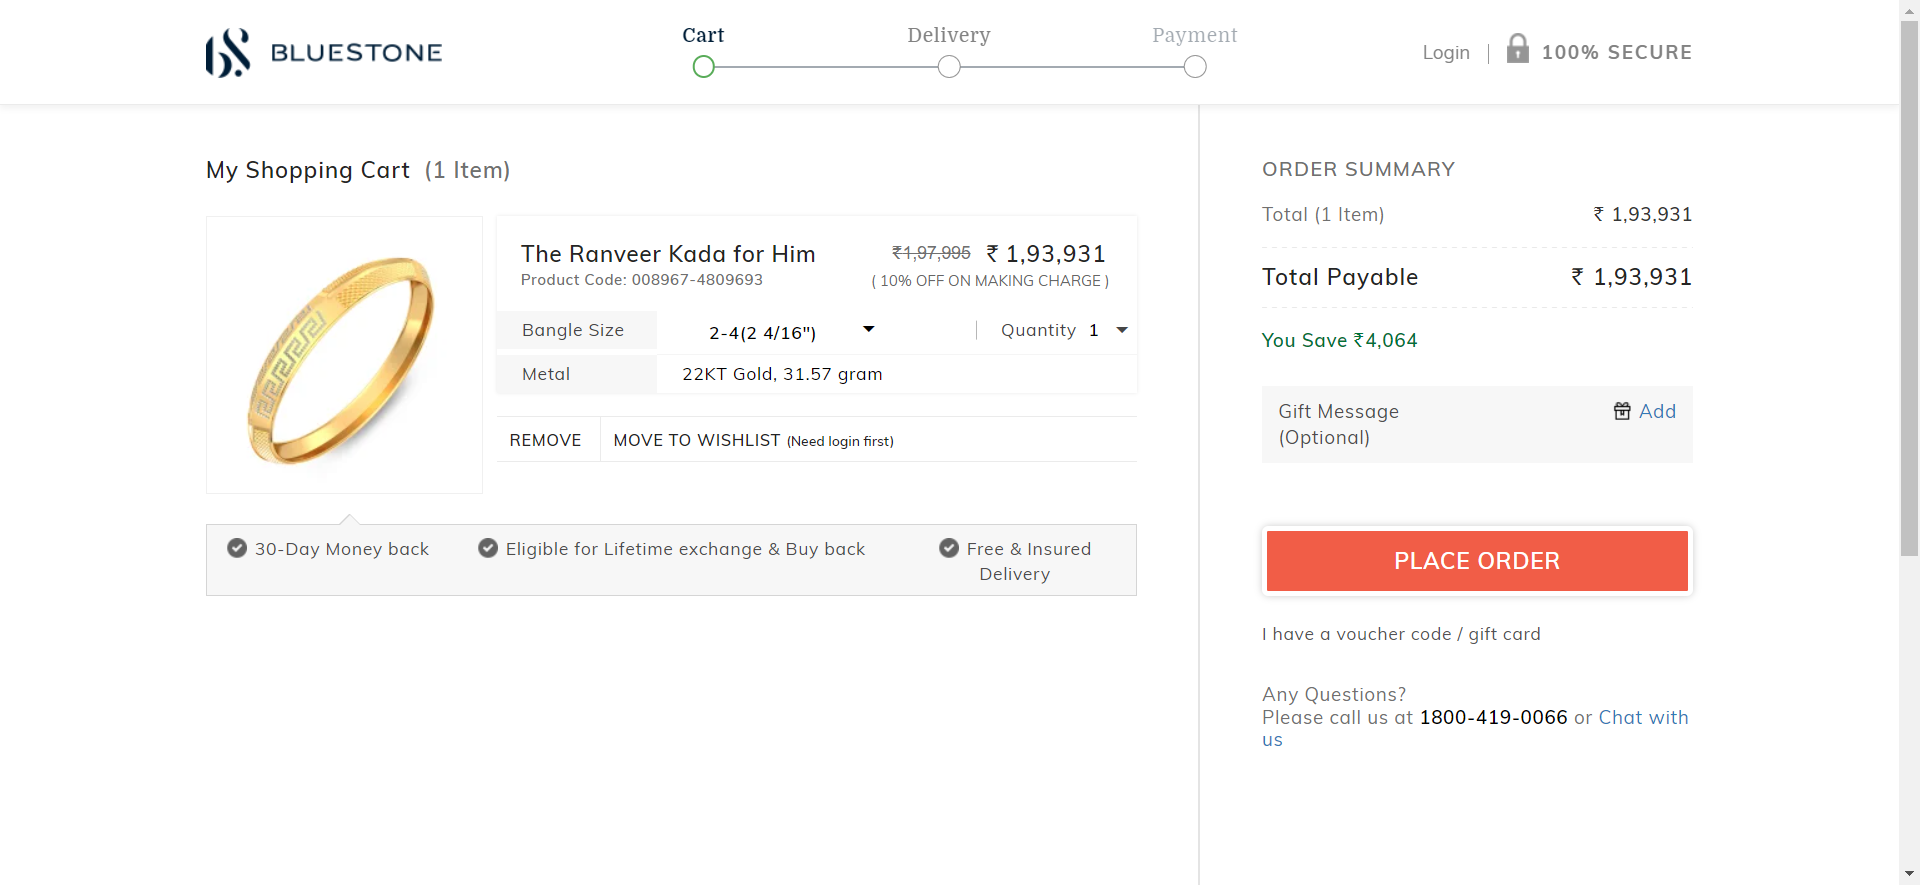 BLUESTONE
Cart
Delivery
Payment
Login
100% SECURE
My Shopping Cart (1 Item)
The Ranveer Kada for Him
₹1,97,995 ₹ 1,93,931
Product Code: 008967-4809693
( 10% OFF ON MAKING CHARGE )
Bangle Size
2-4(2 4/16")
Quantity 1
Metal
22KT Gold, 31.57 gram
REMOVE
MOVE TO WISHLIST (Need login first)
30-Day Money back
Eligible for Lifetime exchange & Buy back
Free & Insured
Delivery
ORDER SUMMARY
Total (1 Item) ₹ 1,93,931
Total Payable ₹ 1,93,931
You Save ₹4,064
Gift Message
(Optional)
Add
PLACE ORDER
I have a voucher code / gift card
Any Questions?
Please call us at 1800-419-0066 or Chat with
us